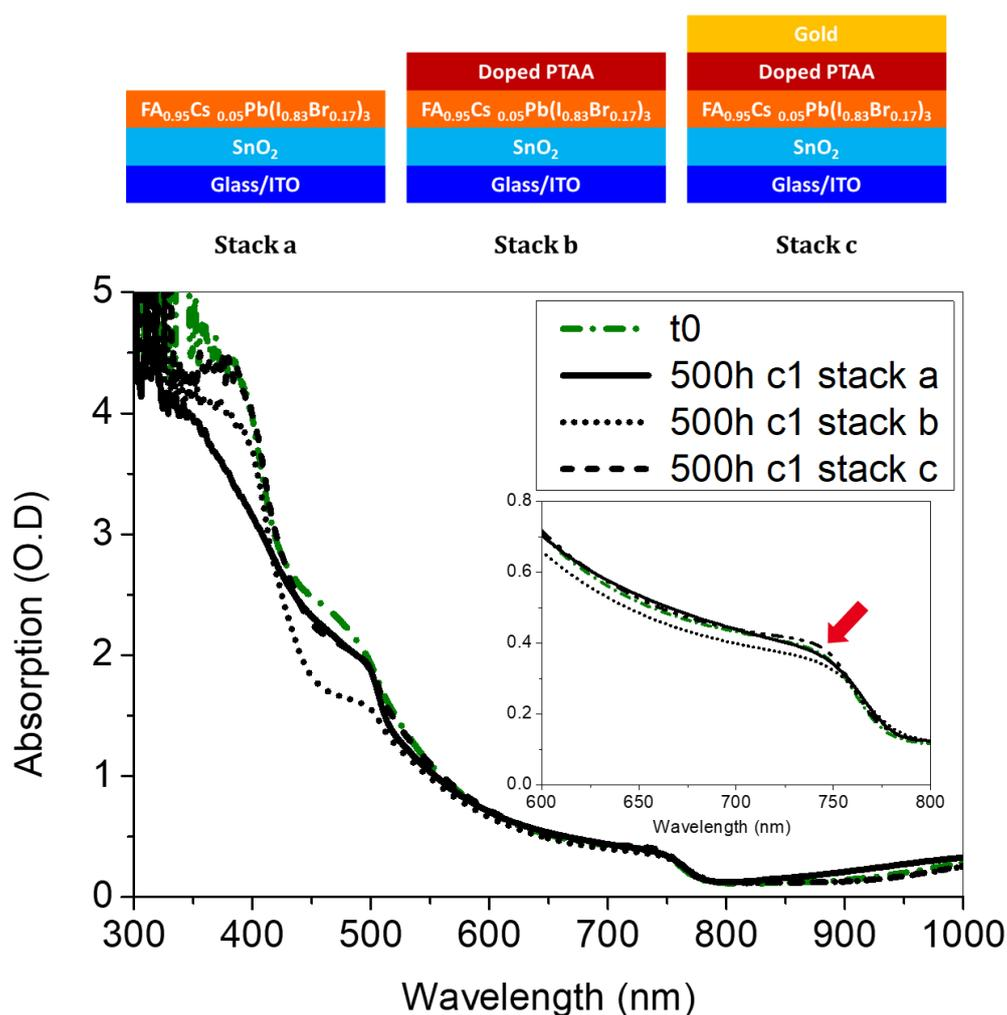 Gold
Doped PTAA Doped PTAA
FA0.95Cs 0.05Pb(I0.83Br0.17)3 FA0.95Cs 0.05Pb(I0.83Br0.17)3 FA0.95Cs 0.05Pb(I0.83Br0.17)3
SnO2 SnO2 SnO2
Glass/ITO Glass/ITO Glass/ITO
Stack a Stack b Stack c
5
4
3
2
1
0
Absorption (O.D)
t0
500h c1 stack a
500h c1 stack b
500h c1 stack c
0.8
0.6
0.4
0.2
0.0
600 650 700 750 800
Wavelength (nm)
300 400 500 600 700 800 900 1000
Wavelength (nm)